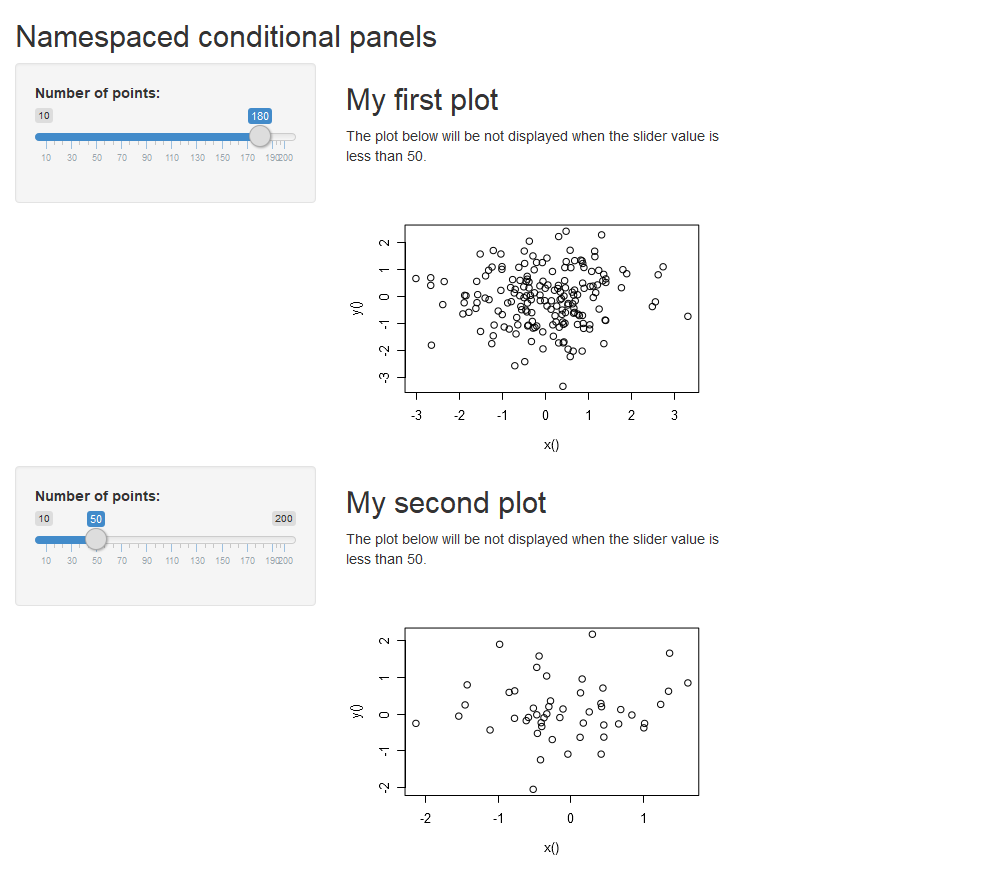 Namespaced conditional panels
Number of points:
10 180
10 30 50 70 90 110 130 150 170 190 200
My first plot
The plot below will be not displayed when the slider value is
less than 50.
2
1
0
-1
-2
-3
y()
-3 -2 -1 0 1 2 3
x()
Number of points:
10 50 200
10 30 50 70 90 110 130 150 170 190 200
My second plot
The plot below will be not displayed when the slider value is
less than 50.
2
1
0
-1
-2
y()
-2 -1 0 1
x()